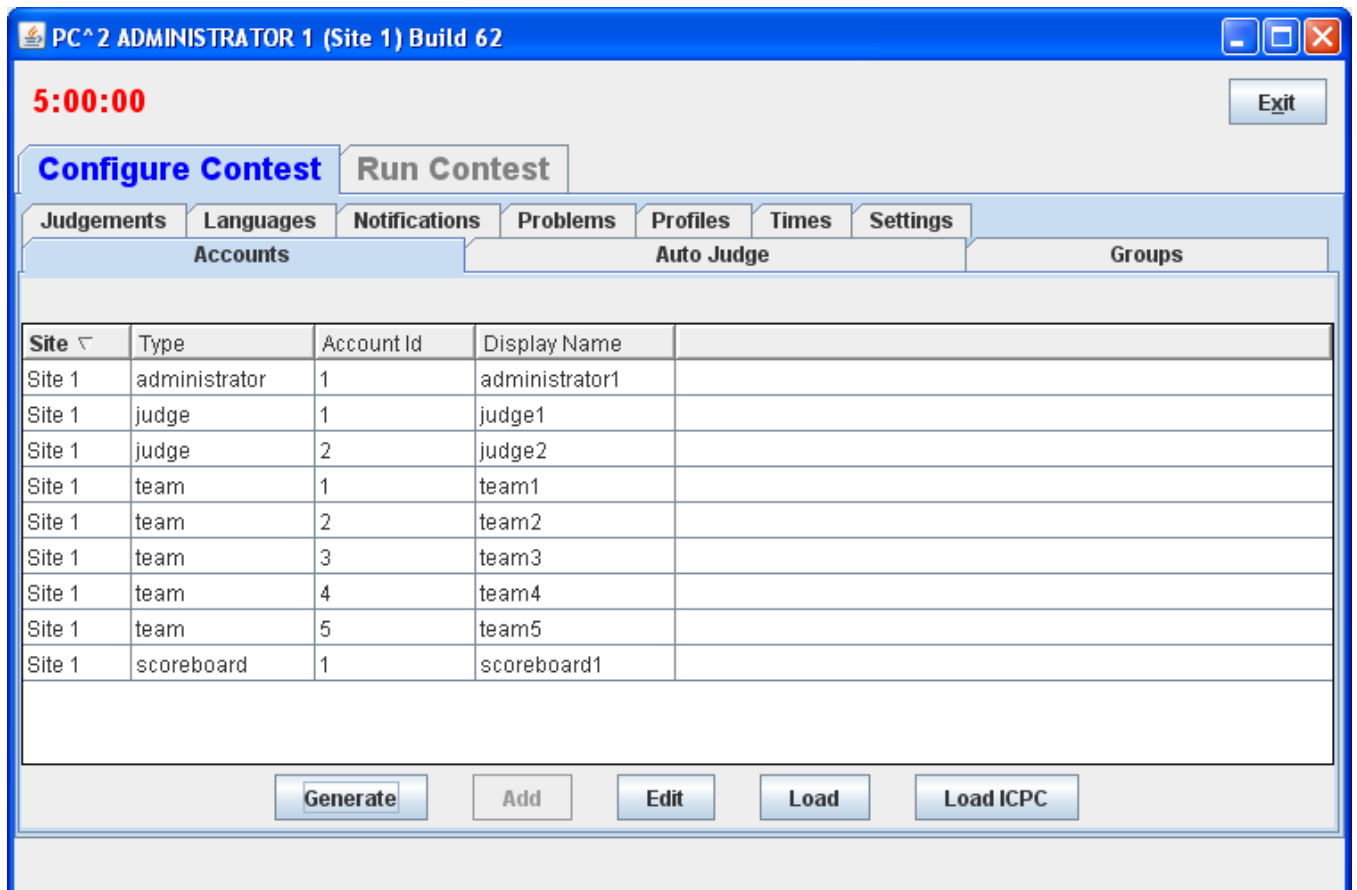 PC^2 ADMINISTRATOR 1 (Site 1) Build 62
5:00:00 Exit
Configure Contest Run Contest
Judgements Languages Notifications Problems Profiles Times Settings
Accounts Auto Judge Groups
Site Type Account Id Display Name
Site 1 administrator 1 administrator1
Site 1 judge 1 judge1
Site 1 judge 2 judge2
Site 1 team 1 team1
Site 1 team 2 team2
Site 1 team 3 team3
Site 1 team 4 team4
Site 1 team 5 team5
Site 1 scoreboard 1 scoreboard1
Generate Add Edit Load Load ICPC